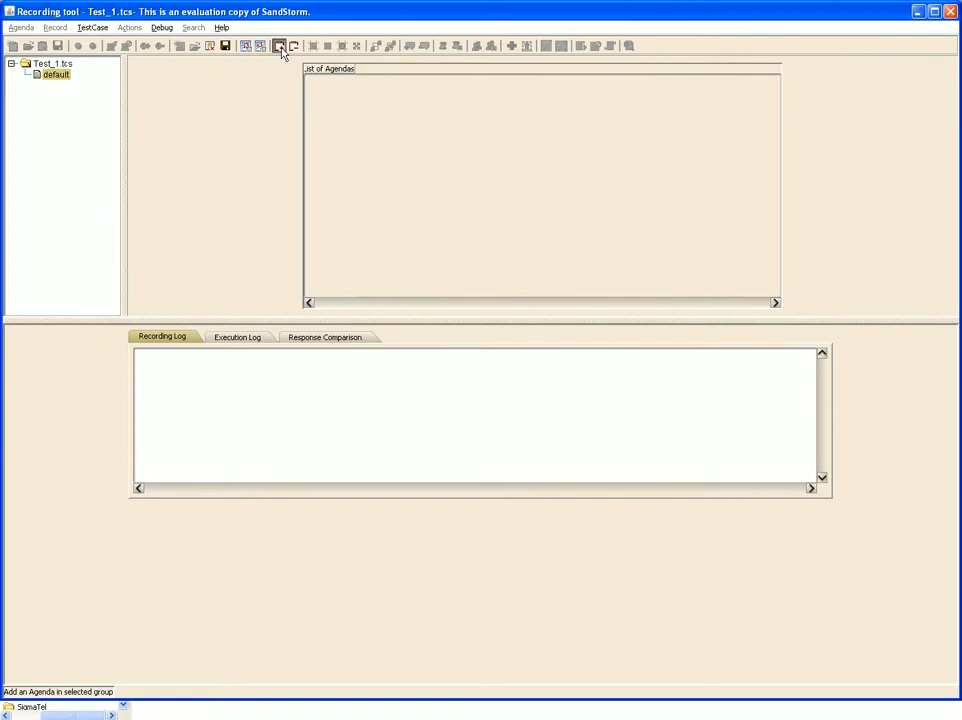 Recording tool - Test_1.tcs- This is an evaluation copy of SandStorm.
Agenda Record TestCase Actions Debug Search Help
Test_1.tcs
default
List of Agendas
Recording Log Execution Log Response Comparison
Add an Agenda in selected group
SigmaTel